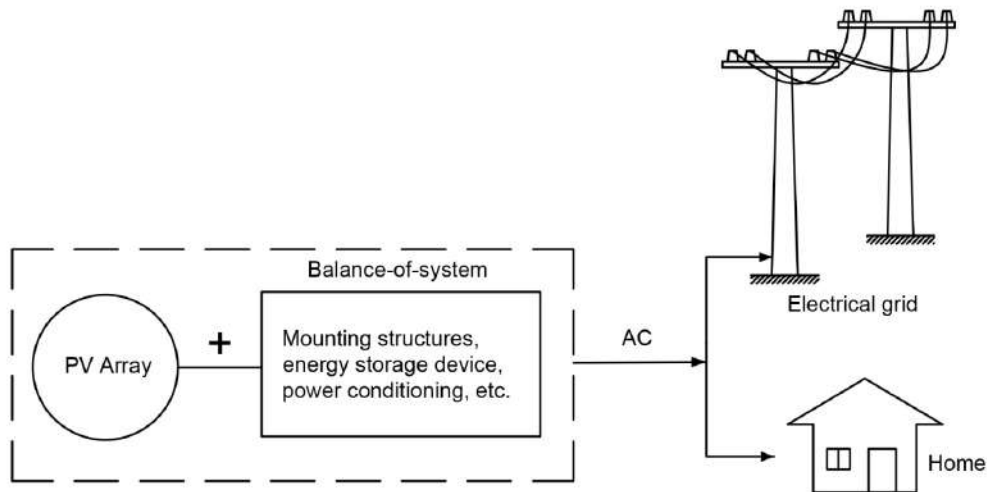 Balance-of-system
PV Array
+
Mounting structures,
energy storage device,
power conditioning, etc.
AC
Electrical grid
Home